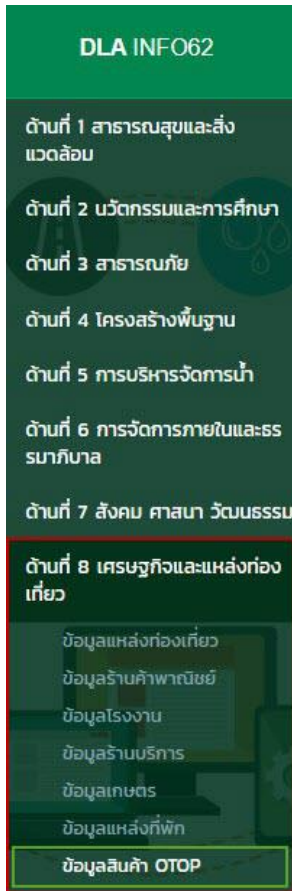 DLA INFO62
ด้านที่ 1 สาธารณสุขและสิ่ง
แวดล้อม
ด้านที่ 2 นวัตกรรมและการศึกษา
ด้านที่ 3 สาธารณภัย
ด้านที่ 4 โครงสร้างพื้นฐาน
ด้านที่ 5 การบริหารจัดการน้ำ
ด้านที่ 6 การจัดการภายในและธร
รมาภิบาล
ด้านที่ 7 สังคม ศาสนา วัฒนธรรม
ด้านที่ 8 เศรษฐกิจและแหล่งท่อง
เที่ยว
ข้อมูลแหล่งท่องเที่ยว
ข้อมูลร้านค้าพาณิชย์
ข้อมูลโรงงาน
ข้อมูลร้านบริการ
ข้อมูลเกษตร
ข้อมูลแหล่งที่พัก
ข้อมูลสินค้า OTOP